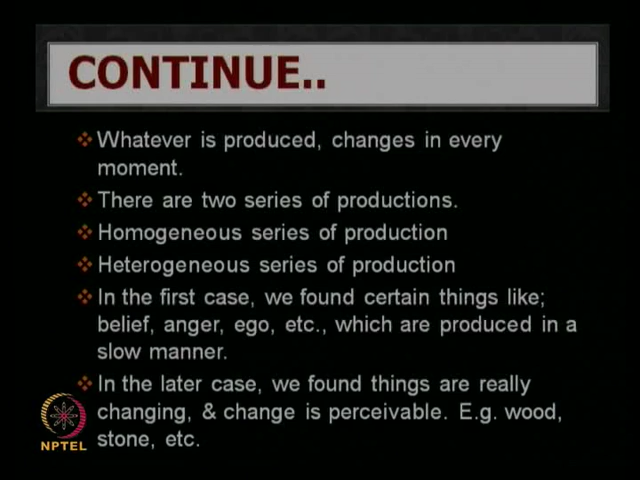 CONTINUE..
Whatever is produced, changes in every
moment.
There are two series of productions.
Homogeneous series of production
Heterogeneous series of production
In the first case, we found certain things like;
belief, anger, ego, etc., which are produced in a
slow manner.
In the later case, we found things are really
changing, & change is perceivable. E.g. wood,
stone, etc.
NPTEL